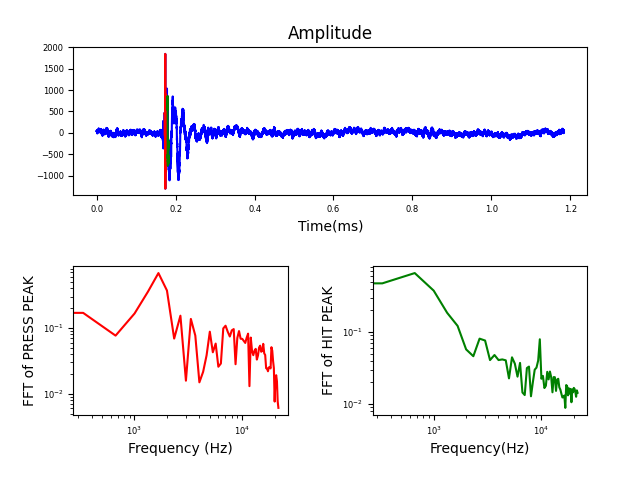 Amplitude
2000
1500
1000
500
0
−500
−1000
0.0 0.2 0.4 0.6 0.8 1.0 1.2
Time(ms)
FFT of PRESS PEAK
10⁻¹
10⁻²
10³ 10⁴
Frequency (Hz)
FFT of HIT PEAK
10⁻¹
10⁻²
10³ 10⁴
Frequency(Hz)